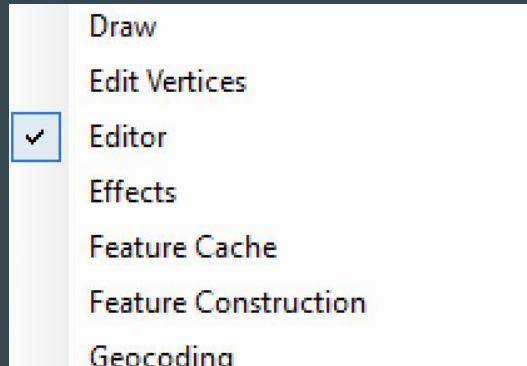 Draw
Edit Vertices
Editor
Effects
Feature Cache
Feature Construction
Geocoding